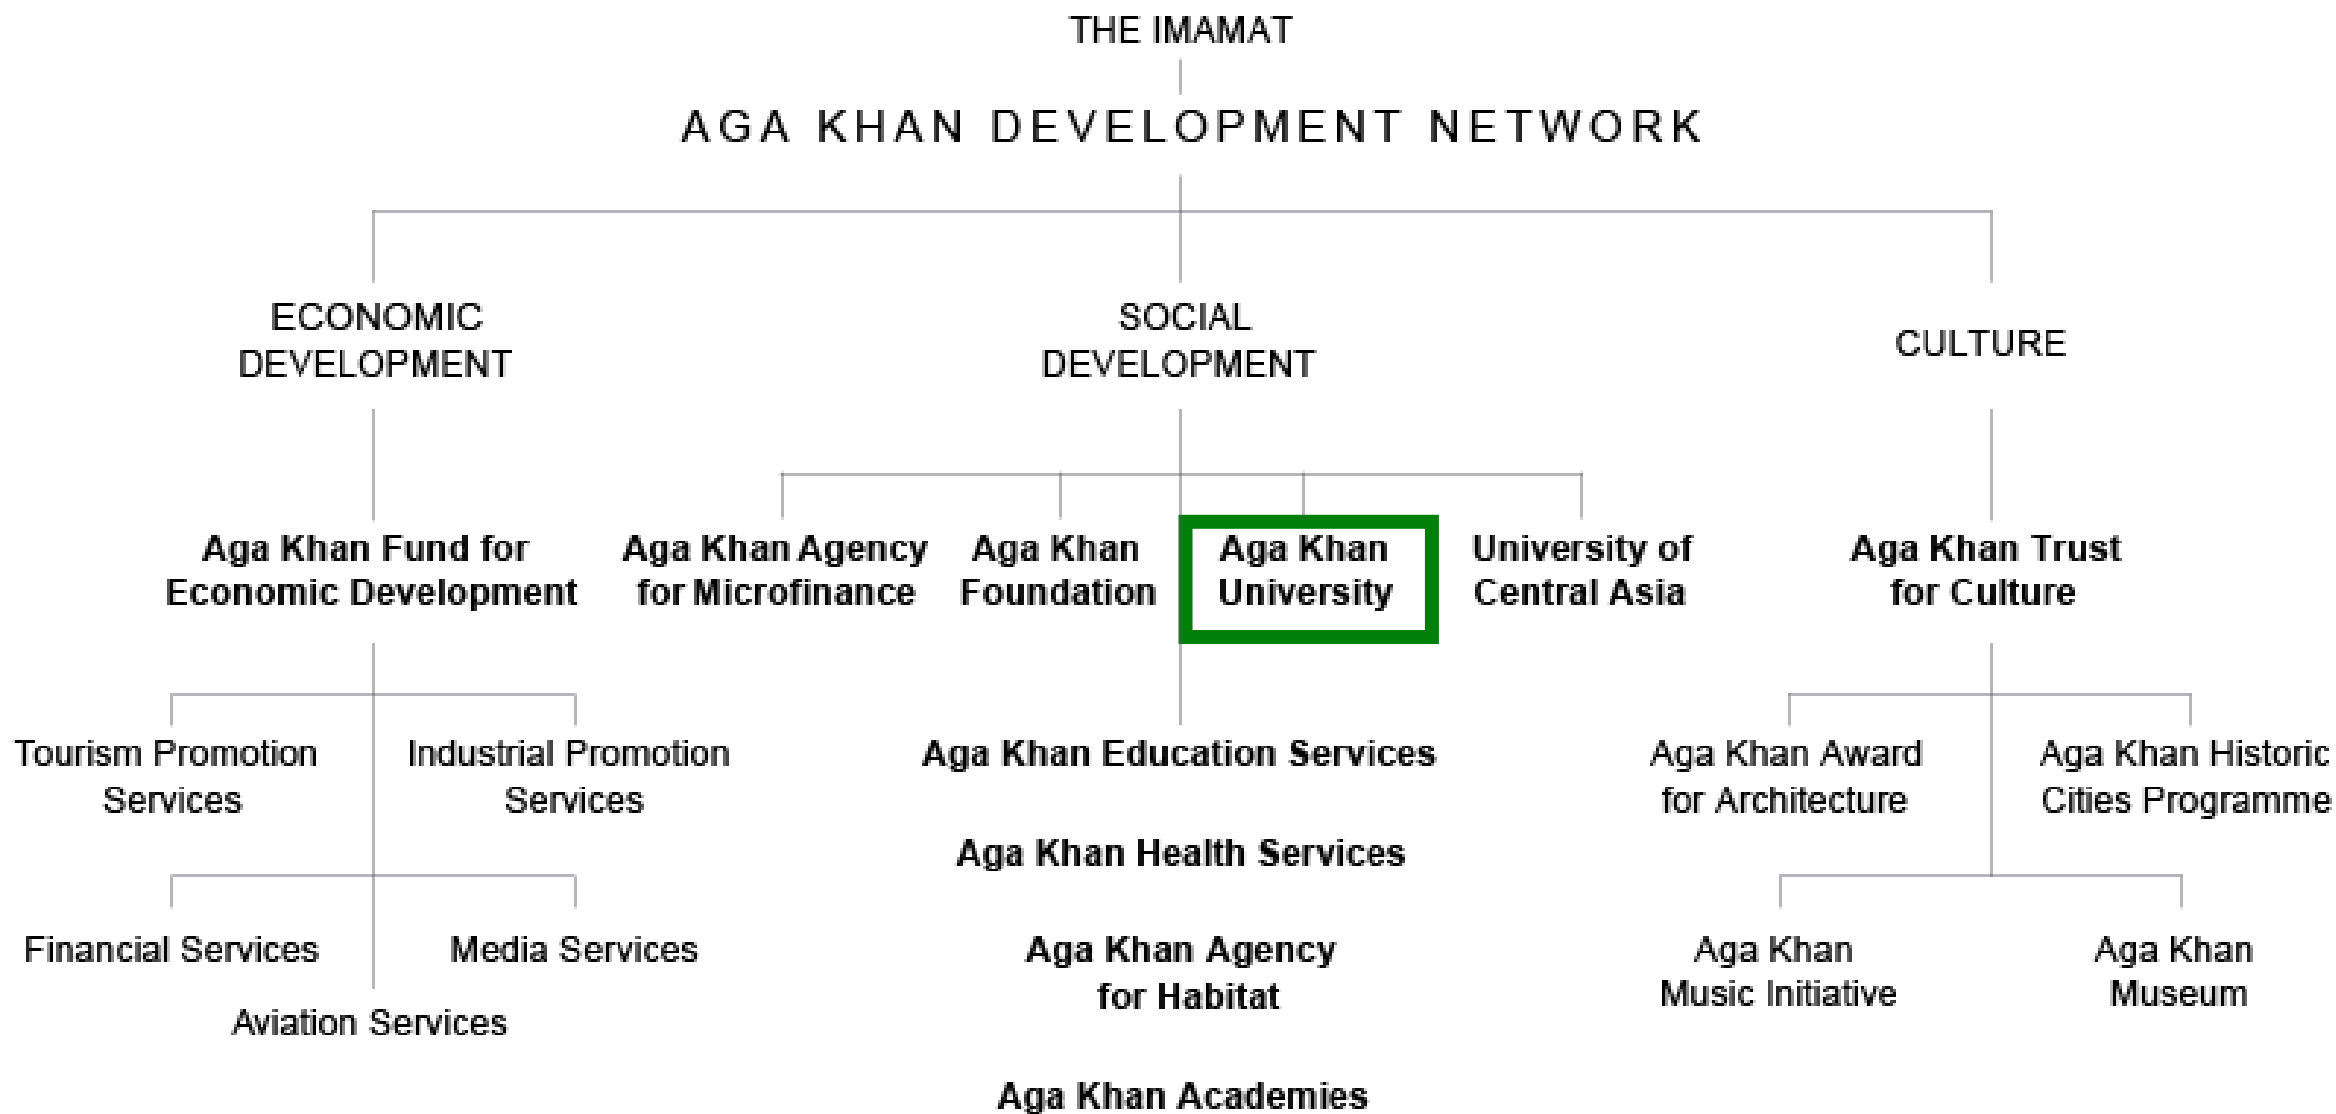 THE IMAMAT
AGA KHAN DEVELOPMENT NETWORK
ECONOMIC
DEVELOPMENT
SOCIAL
DEVELOPMENT
CULTURE
Aga Khan Fund for
Economic Development
Aga Khan Agency
for Microfinance
Aga Khan
Foundation
Aga Khan
University
University of
Central Asia
Aga Khan Trust
for Culture
Tourism Promotion
Services
Industrial Promotion
Services
Financial Services
Media Services
Aviation Services
Aga Khan Education Services
Aga Khan Health Services
Aga Khan Agency
for Habitat
Aga Khan Academies
Aga Khan Award
for Architecture
Aga Khan Historic
Cities Programme
Aga Khan
Music Initiative
Aga Khan
Museum